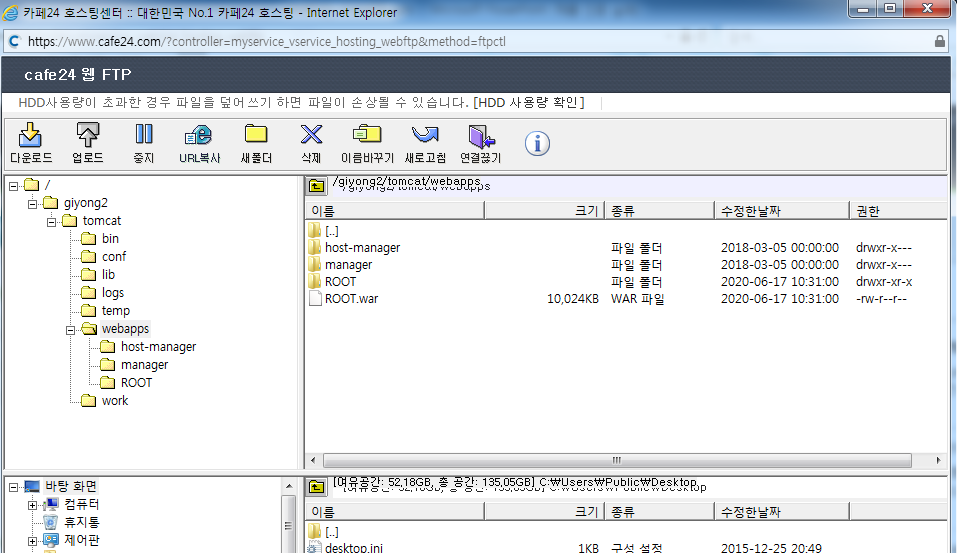 카페24 호스팅센터 :: 대한민국 No.1 카페24 호스팅 - Internet Explorer
https://www.cafe24.com/?controller=myservice_vservice_hosting_webftp&method=ftpctl
cafe24 웹 FTP
HDD사용량이 초과한 경우 파일을 덮어쓰기 하면 파일이 손상될 수 있습니다. [HDD 사용량 확인]
다운로드 업로드 중지 URL복사 새폴더 삭제 이름바꾸기 새로고침 연결끊기
/
giyong2
tomcat
bin
conf
lib
logs
temp
webapps
host-manager
manager
ROOT
work
/giyong2/tomcat/webapps
이름 크기 종류 수정한날짜 권한
[..]
host-manager 파일 폴더 2018-03-05 00:00:00 drwxr-x---
manager 파일 폴더 2018-03-05 00:00:00 drwxr-x---
ROOT 파일 폴더 2020-06-17 10:31:00 drwxr-xr-x
ROOT.war 10,024KB WAR 파일 2020-06-17 10:31:00 -rw-r--r--
바탕 화면
컴퓨터
휴지통
제어판
[여유공간: 52,18GB, 총 공간: 135,05GB] C:₩Users₩Public₩Desktop
이름 크기 종류 수정한날짜
[..]
desktop.ini 1KB 구성 설정 2015-12-25 20:49